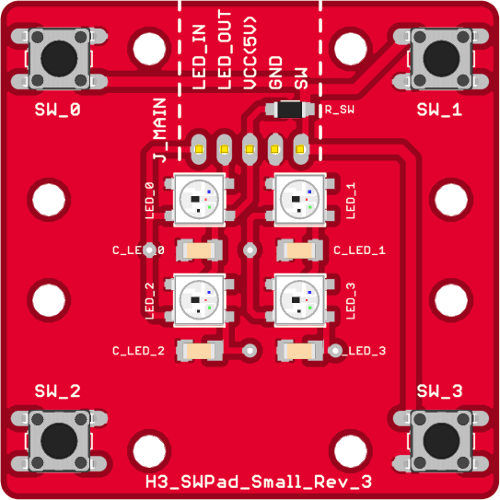 LED_IN
LED_OUT
VCC(5V)
GND
SW
J_MAIN
R_SW
SW_0
SW_1
LED_0
LED_1
C_LED_0
C_LED_1
LED_2
LED_3
C_LED_2
_LED_3
SW_2
SW_3
H3_SWPad_Small_Rev_3